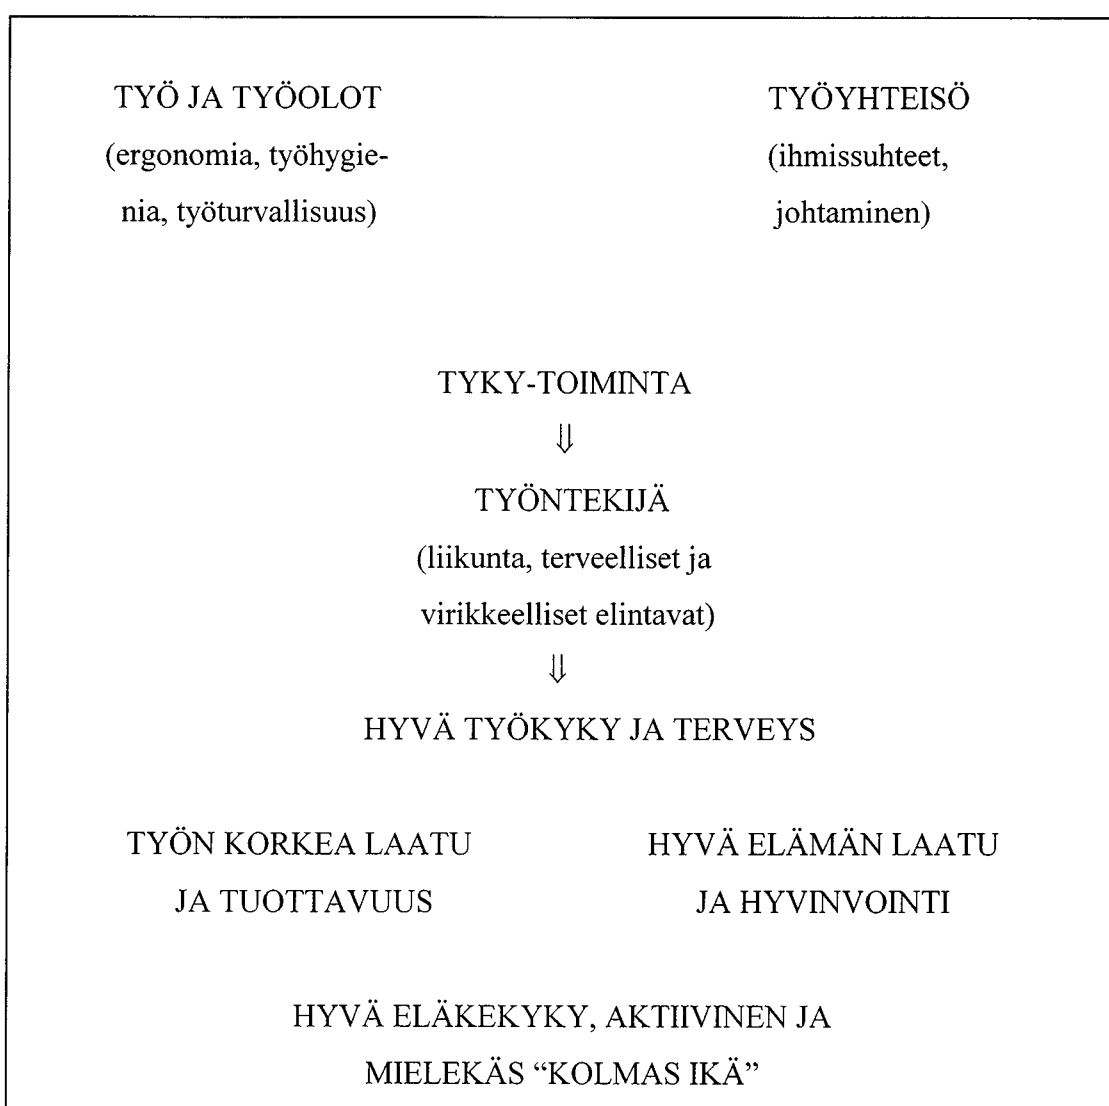 TYÖ JA TYÖOLOT
(ergonomia, työhygie-
nia, työturvallisuus)
TYÖYHTEISÖ
(ihmissuhteet,
johtaminen)
TYKY-TOIMINTA
⇓
TYÖNTEKIJÄ
(liikunta, terveelliset ja
virikkeelliset elintavat)
⇓
HYVÄ TYÖKYKY JA TERVEYS
TYÖN KORKEA LAATU
JA TUOTTAVUUS
HYVÄ ELÄMÄN LAATU
JA HYVINVOINTI
HYVÄ ELÄKEKYKY, AKTIIVINEN JA
MIELEKÄS “KOLMAS IKÄ”